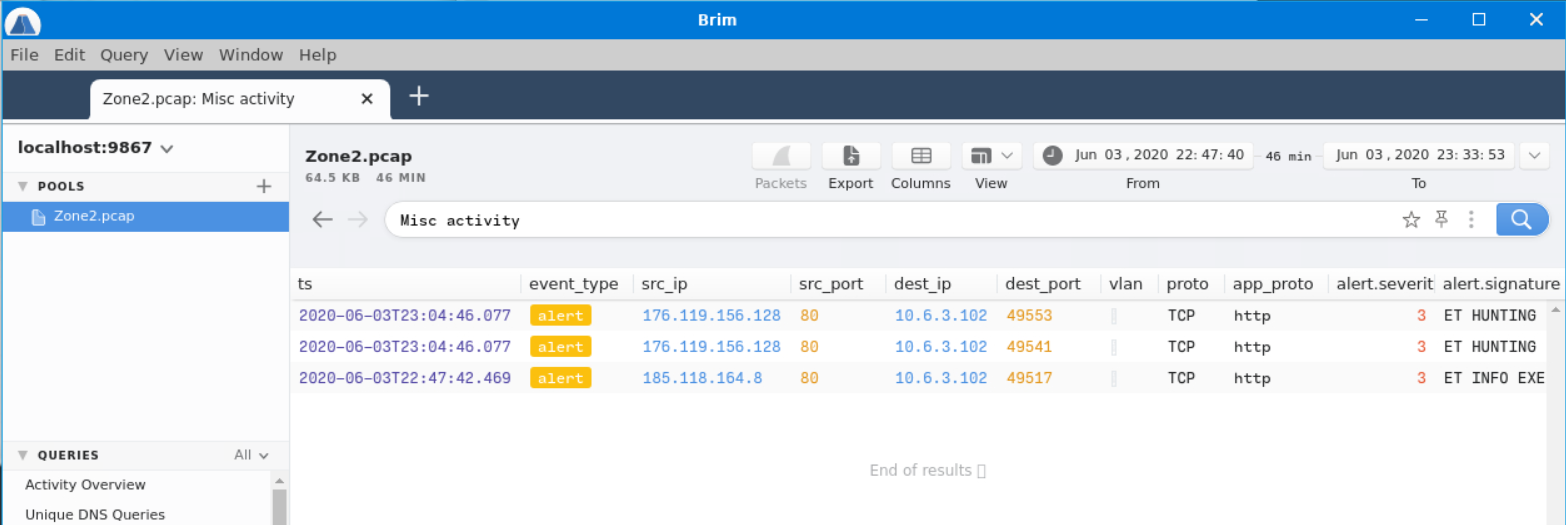 Brim
File Edit Query View Window Help
Zone2.pcap: Misc activity
localhost:9867
POOLS
Zone2.pcap
Zone2.pcap
64.5 KB 46 MIN
Packets Export Columns View
Jun 03, 2020 22:47:40 46 min Jun 03, 2020 23:33:53
From To
Misc activity
ts event_type src_ip src_port dest_ip dest_port vlan proto app_proto alert.severit alert.signature
2020-06-03T23:04:46.077 alert 176.119.156.128 80 10.6.3.102 49553 TCP http 3 ET HUNTING
2020-06-03T23:04:46.077 alert 176.119.156.128 80 10.6.3.102 49541 TCP http 3 ET HUNTING
2020-06-03T22:47:42.469 alert 185.118.164.8 80 10.6.3.102 49517 TCP http 3 ET INFO EXE
End of results
QUERIES All
Activity Overview
Unique DNS Queries